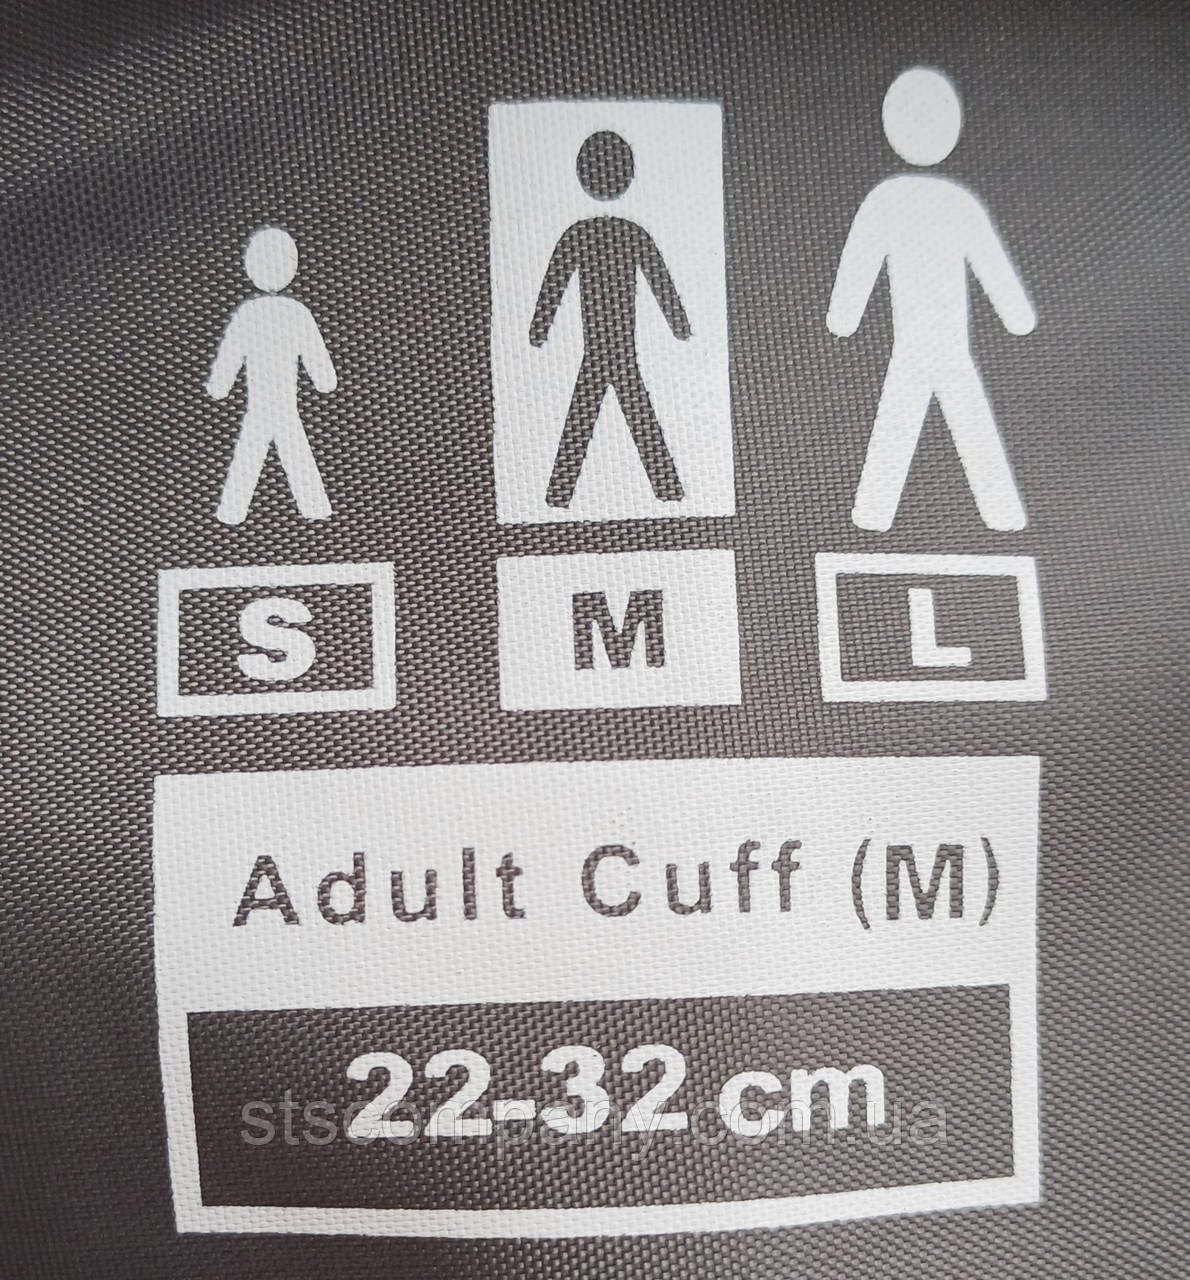 S M L
Adult Cuff (M)
22-32 cm
stscompany.com.ua